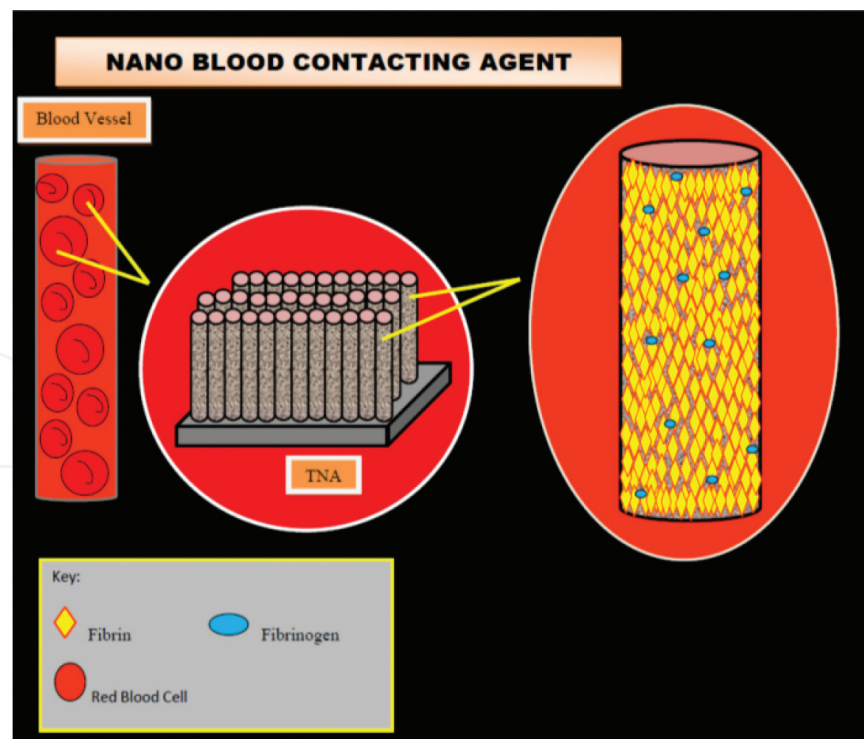 NANO BLOOD CONTACTING AGENT
Blood Vessel
TNA
Key:
Fibrin
Fibrinogen
Red Blood Cell